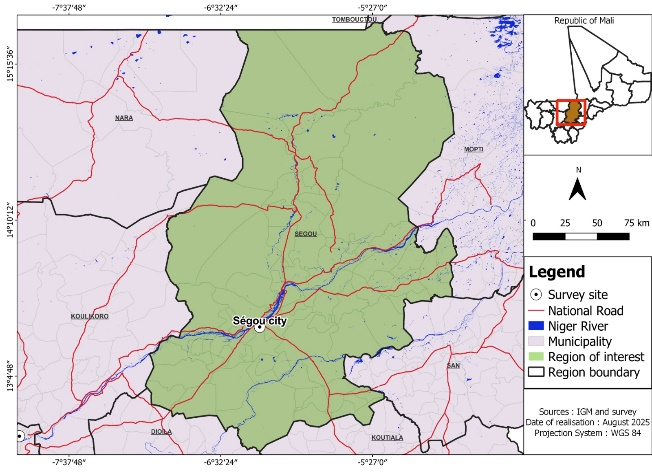 -7°37'48"
-6°32'24"
-5°27'0"
TOMBOUCTOU
Republic of Mali
15°15'36"
NARA
MOPTI
N
14°10'12"
0 25 50 75 km
SEGOU
Legend
Survey site
National Road
Niger River
Municipality
Region of interest
Region boundary
KOULIKORO
Ségou city
13°4'48"
SAN
DIOILA
KOUTIALA
Sources : IGM and survey
Date of realisation : August 2025
Projection System : WGS 84
-7°37'48"
-6°32'24"
-5°27'0"